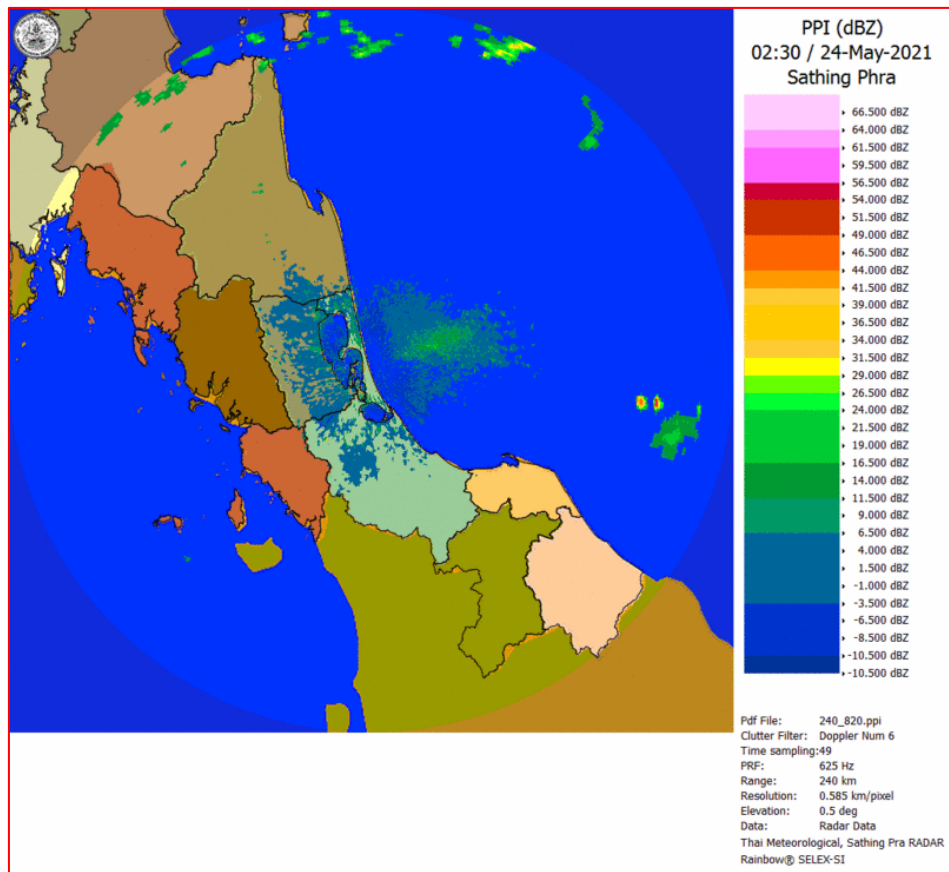 PPI (dBZ)
02:30 / 24-May-2021
Sathing Phra
66.500 dBZ
64.000 dBZ
61.500 dBZ
59.500 dBZ
56.500 dBZ
54.000 dBZ
51.500 dBZ
49.000 dBZ
46.500 dBZ
44.000 dBZ
41.500 dBZ
39.000 dBZ
36.500 dBZ
34.000 dBZ
31.500 dBZ
29.000 dBZ
26.500 dBZ
24.000 dBZ
21.500 dBZ
19.000 dBZ
16.500 dBZ
14.000 dBZ
11.500 dBZ
9.000 dBZ
6.500 dBZ
4.000 dBZ
1.500 dBZ
-1.000 dBZ
-3.500 dBZ
-6.500 dBZ
-8.500 dBZ
-10.500 dBZ
-10.500 dBZ
Pdf File: 240_820.ppi
Clutter Filter: Doppler Num 6
Time sampling:49
PRF: 625 Hz
Range: 240 km
Resolution: 0.585 km/pixel
Elevation: 0.5 deg
Data: Radar Data
Thai Meteorological, Sathing Pra RADAR
Rainbow® SELEX-SI